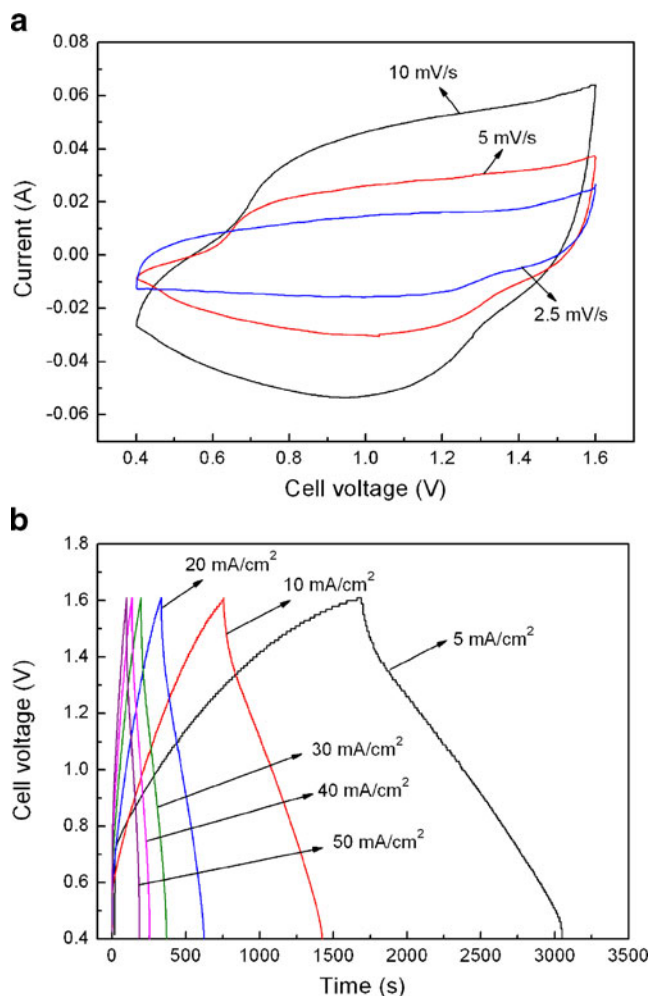 a
0.08
0.06
0.04
0.02
0.00
-0.02
-0.04
-0.06
Current (A)
10 mV/s
5 mV/s
2.5 mV/s
0.4 0.6 0.8 1.0 1.2 1.4 1.6
Cell voltage (V)
b
1.8
1.6
1.4
1.2
1.0
0.8
0.6
0.4
Cell voltage (V)
20 mA/cm²
10 mA/cm²
5 mA/cm²
30 mA/cm²
40 mA/cm²
50 mA/cm²
0 500 1000 1500 2000 2500 3000 3500
Time (s)